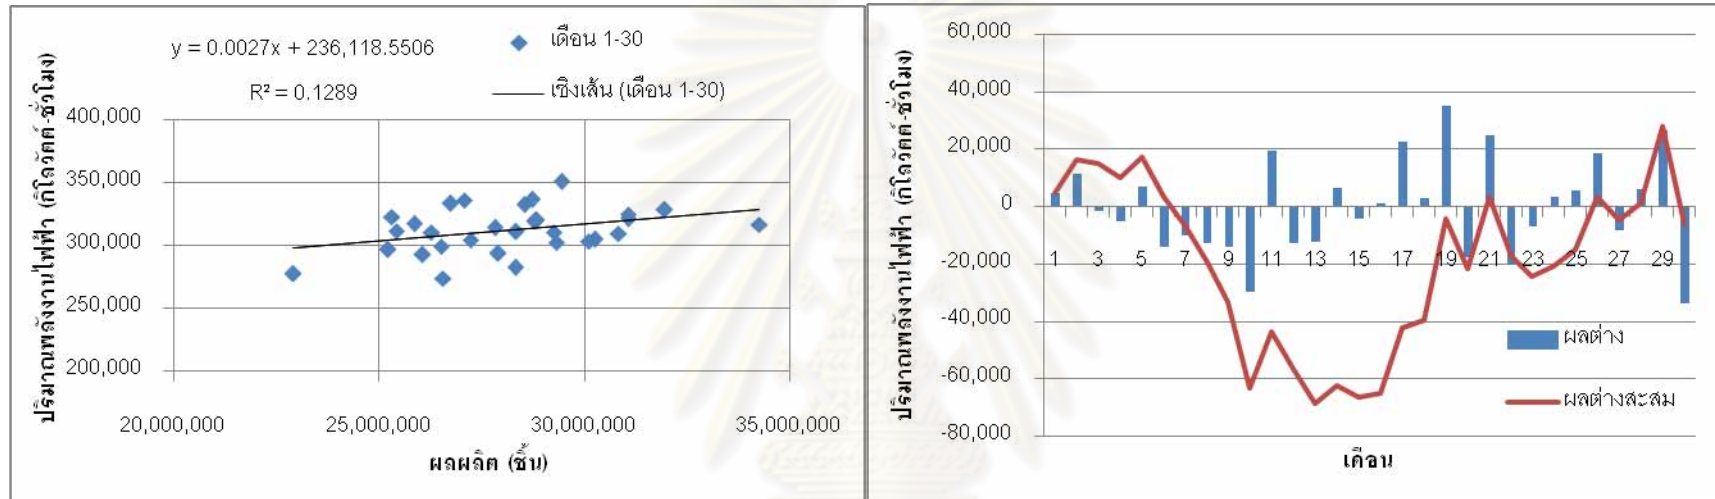 y = 0.0027x + 236,118.5506
R² = 0.1289
เดือน 1-30
เชิงเส้น (เดือน 1-30)
ปริมาณพลังงานไฟฟ้า (กิโลวัตต์-ชั่วโมง)
400,000
350,000
300,000
250,000
200,000
20,000,000 25,000,000 30,000,000 35,000,000
ผลผลิต (ชิ้น)
ปริมาณพลังงานไฟฟ้า (กิโลวัตต์-ชั่วโมง)
60,000
40,000
20,000
0
-20,000
-40,000
-60,000
-80,000
1 3 5 7 9 11 13 15 17 19 21 23 25 27 29
ผลต่าง
ผลต่างสะสม
เดือน